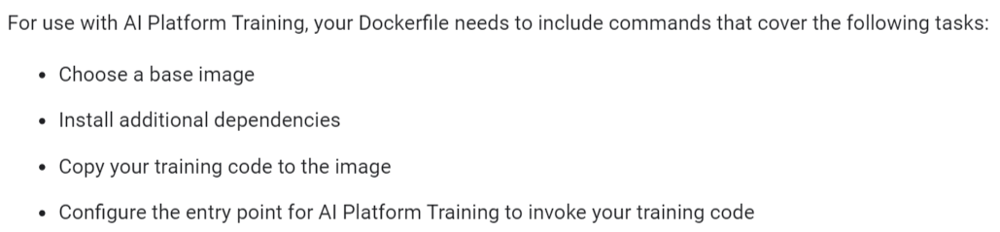 For use with AI Platform Training, your Dockerfile needs to include commands that cover the following tasks:
• Choose a base image
• Install additional dependencies
• Copy your training code to the image
• Configure the entry point for AI Platform Training to invoke your training code